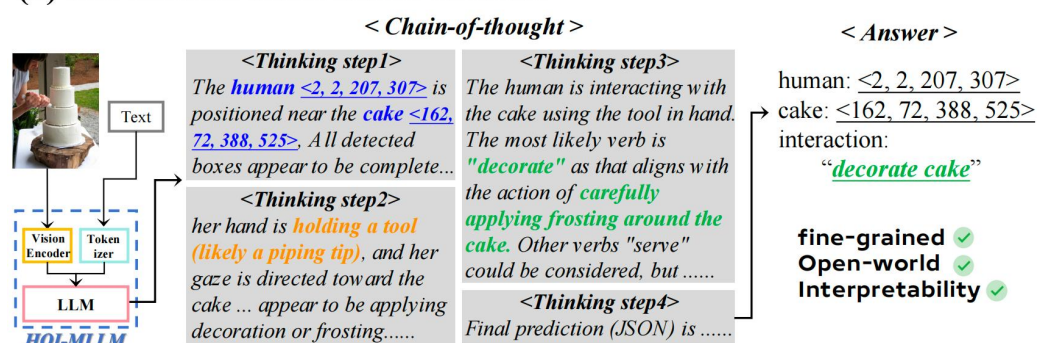 < Chain-of-thought >
<Thinking step1>
The human <2, 2, 207, 307> is
positioned near the cake <162,
72, 388, 525>, All detected
boxes appear to be complete...
<Thinking step2>
her hand is holding a tool
(likely a piping tip), and her
gaze is directed toward the
cake ... appear to be applying
decoration or frosting......
<Thinking step3>
The human is interacting with
the cake using the tool in hand.
The most likely verb is
"decorate" as that aligns with
the action of carefully
applying frosting around the
cake. Other verbs "serve"
could be considered, but ......
<Thinking step4>
Final prediction (JSON) is ......
< Answer >
human: <2, 2, 207, 307>
cake: <162, 72, 388, 525>
interaction:
“decorate cake”
fine-grained
Open-world
Interpretability
Text
Vision
Encoder
Token
izer
LLM
HOI-MLLM